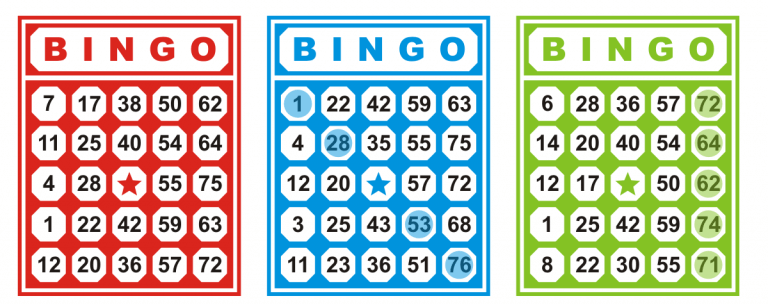 BINGO
7 17 38 50 62
11 25 40 54 64
4 28 55 75
1 22 42 59 63
12 20 36 57 72
BINGO
1 22 42 59 63
4 28 35 55 75
12 20 57 72
3 25 43 53 68
11 23 36 51 76
BINGO
6 28 36 57 72
14 20 40 54 64
12 17 50 62
1 25 42 59 74
8 22 30 55 71